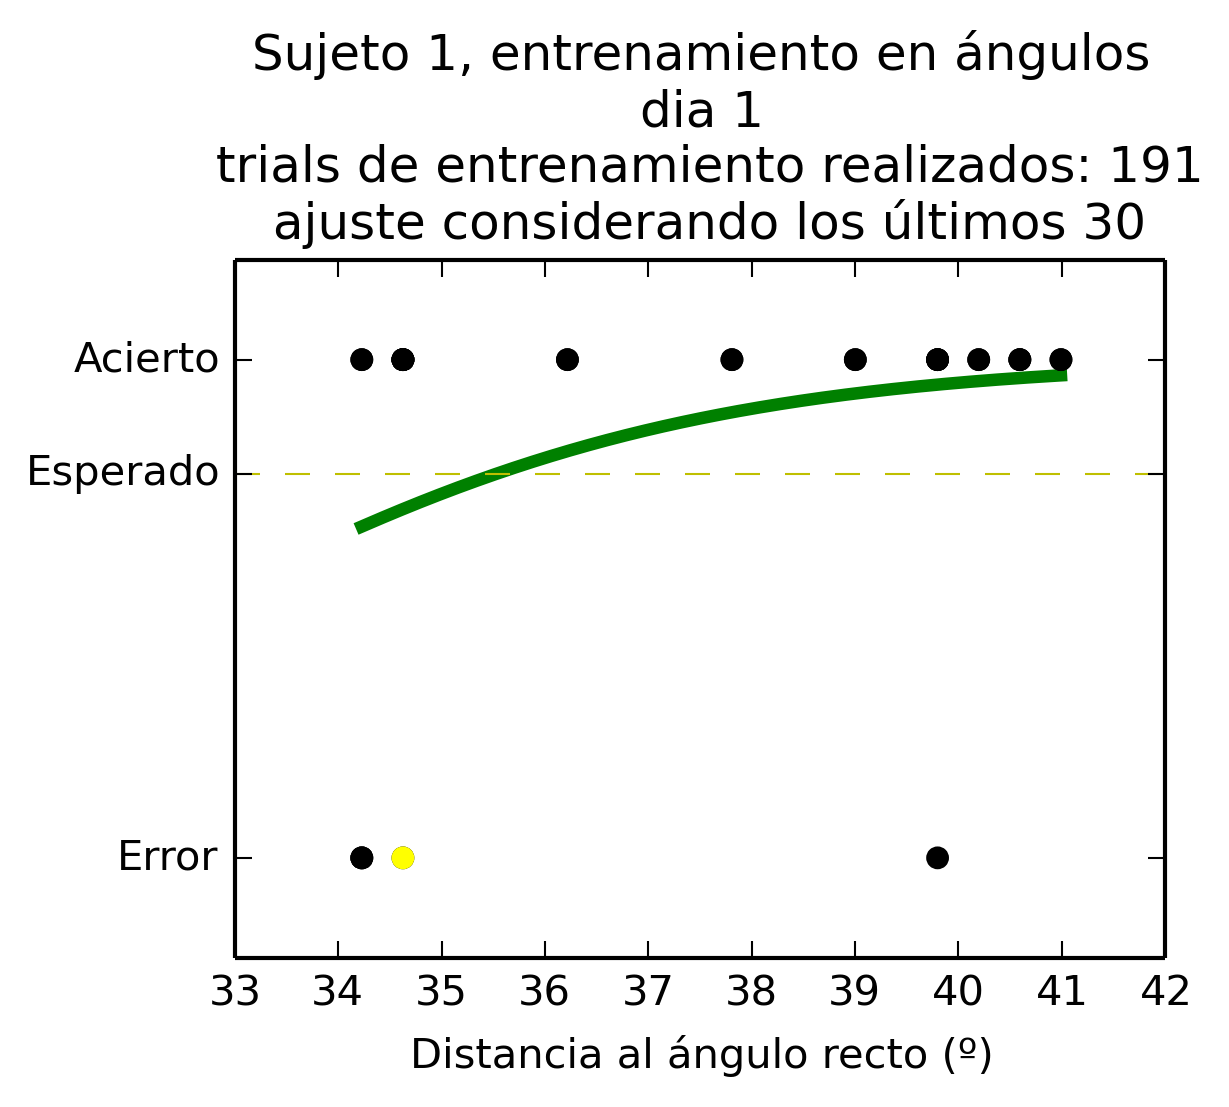 Sujeto 1, entrenamiento en ángulos
dia 1
trials de entrenamiento realizados: 191
ajuste considerando los últimos 30
Acierto
Esperado
Error
33 34 35 36 37 38 39 40 41 42
Distancia al ángulo recto (º)